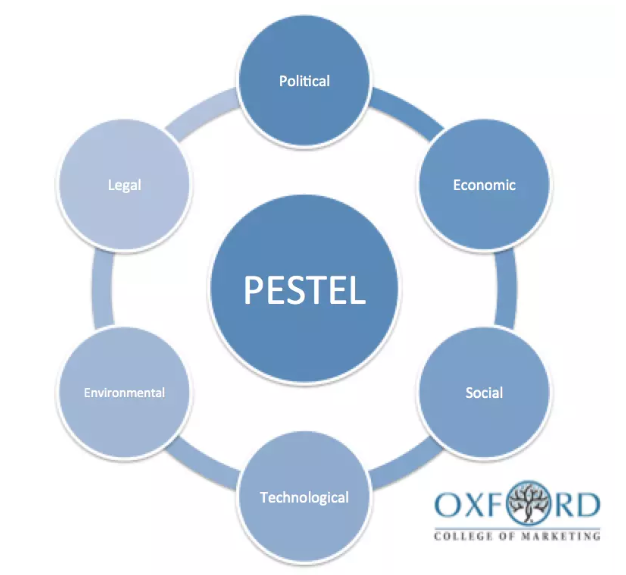 Political
Economic
Social
Technological
Environmental
Legal
PESTEL
OXFORD
COLLEGE OF MARKETING